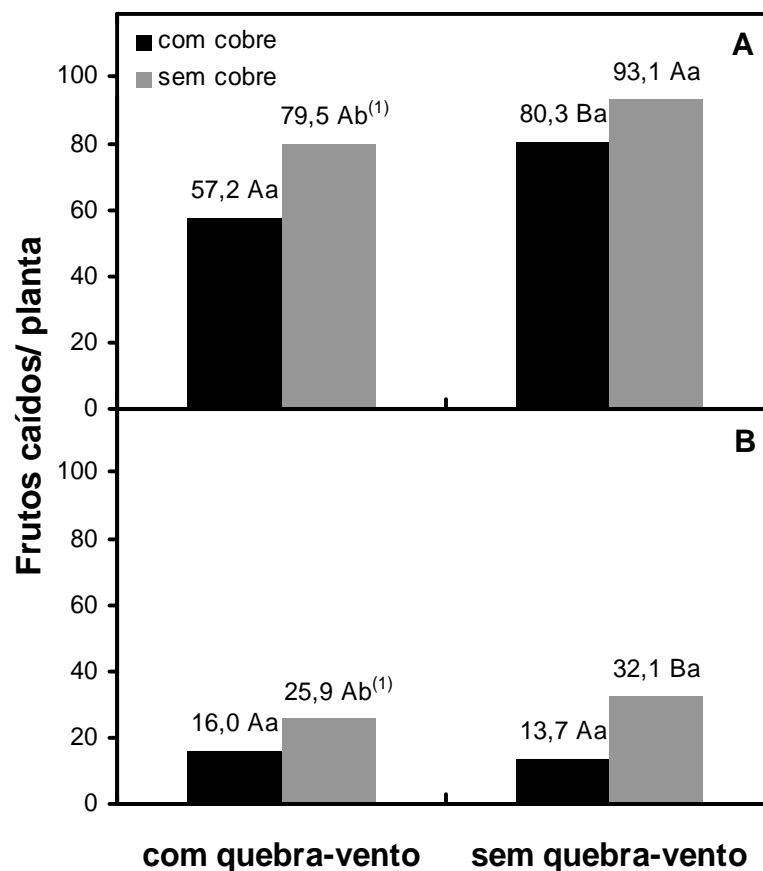 com cobre
sem cobre
A
Frutos caídos/ planta
100
80
60
40
20
0
57,2 Aa
79,5 Ab(1)
80,3 Ba
93,1 Aa
B
100
80
60
40
20
0
16,0 Aa
25,9 Ab(1)
13,7 Aa
32,1 Ba
com quebra-vento
sem quebra-vento